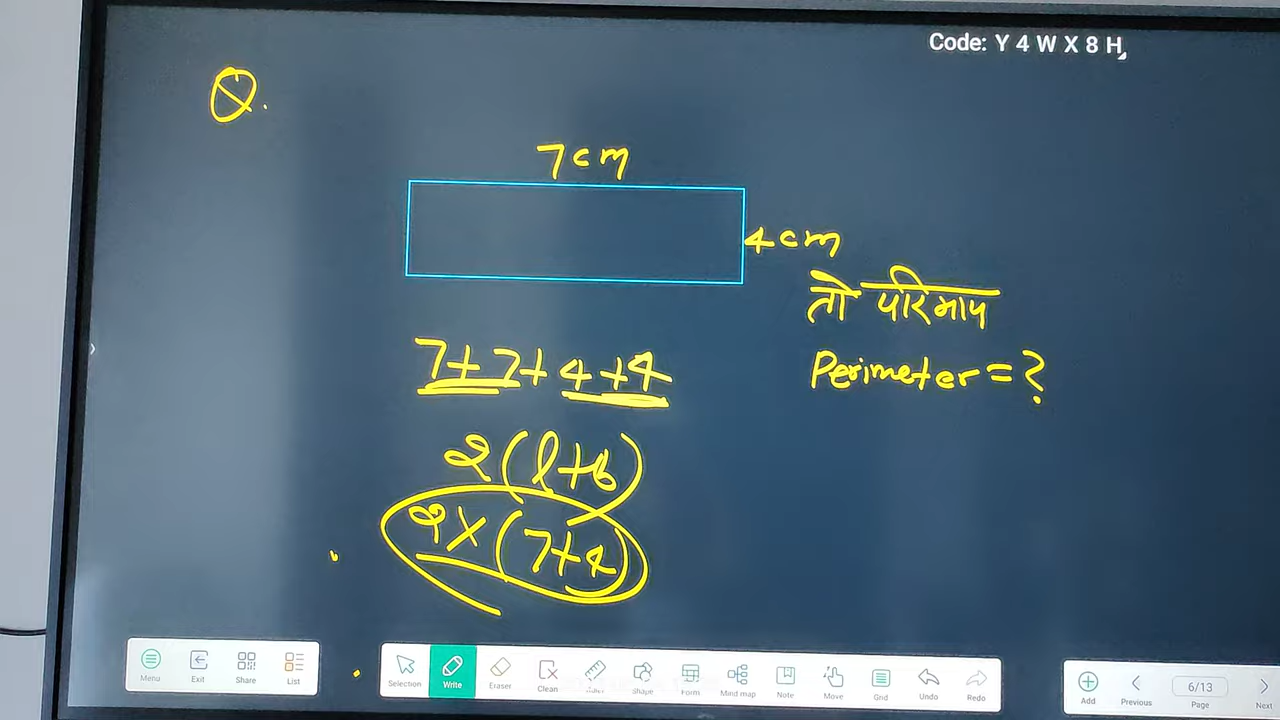 Code: Y 4 W X 8 H
Q.
7cm
4cm
तो परिमाप
Perimeter = ?
7+7+4+4
2(l+b)
2×(7+4)
Menu Exit Share List Selection Write Eraser Clean Ruler Shape Form Mind map Note Move Grid Undo Redo Add Previous 6/13 Page Next